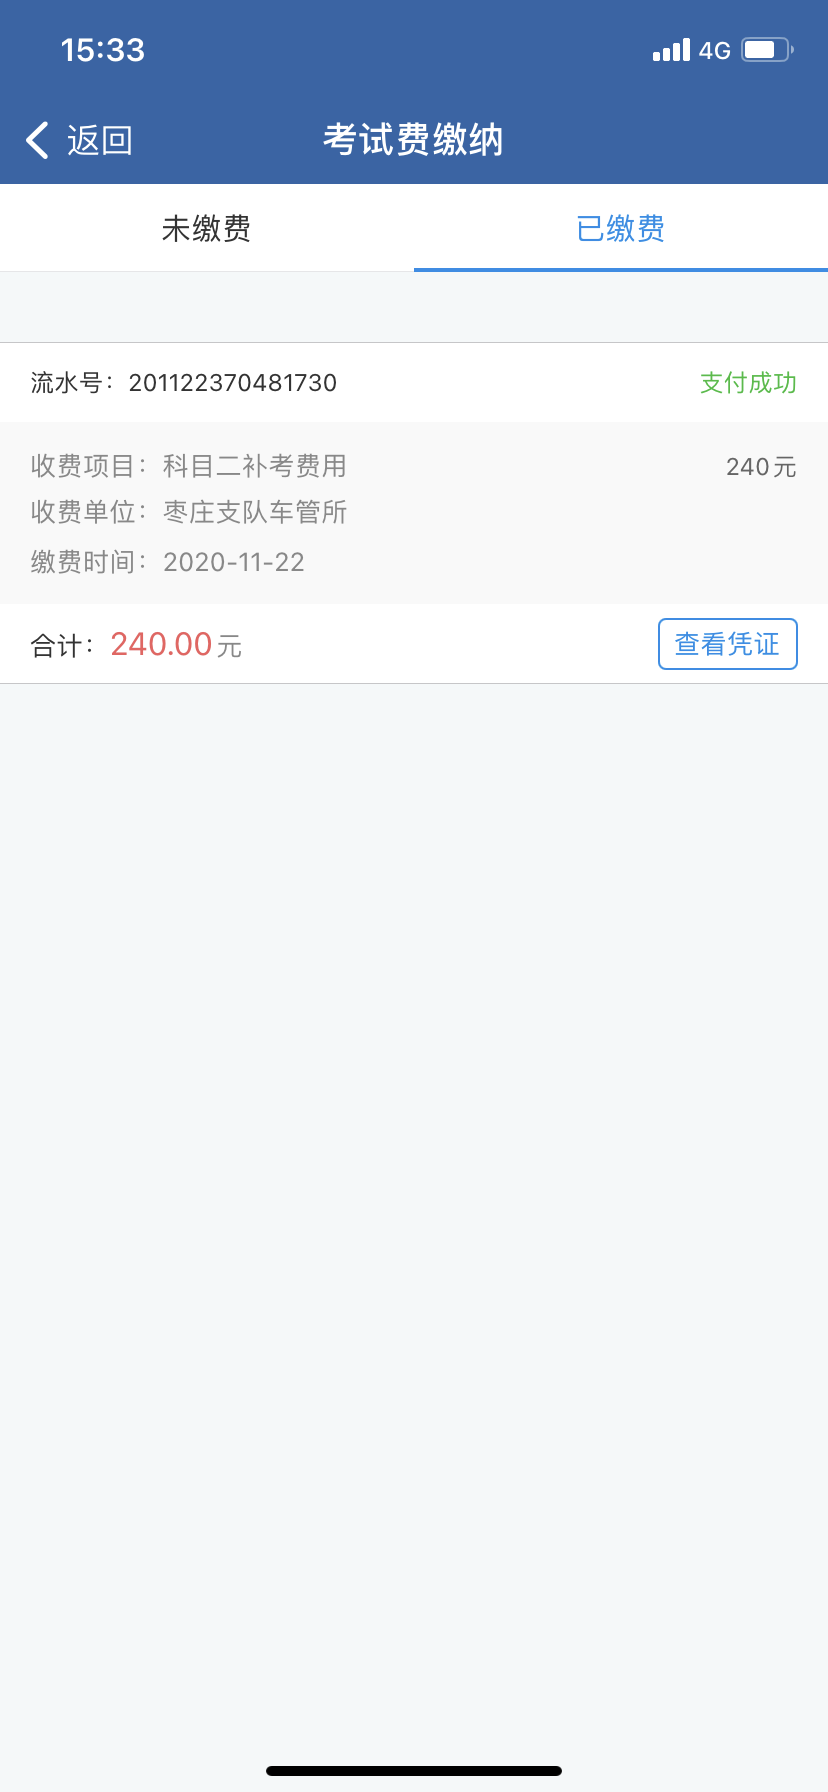 15:33 4G
返回 考试费缴纳
未缴费 已缴费
流水号：201122370481730 支付成功
收费项目：科目二补考费用 240元
收费单位：枣庄支队车管所
缴费时间：2020-11-22
合计：240.00元 查看凭证